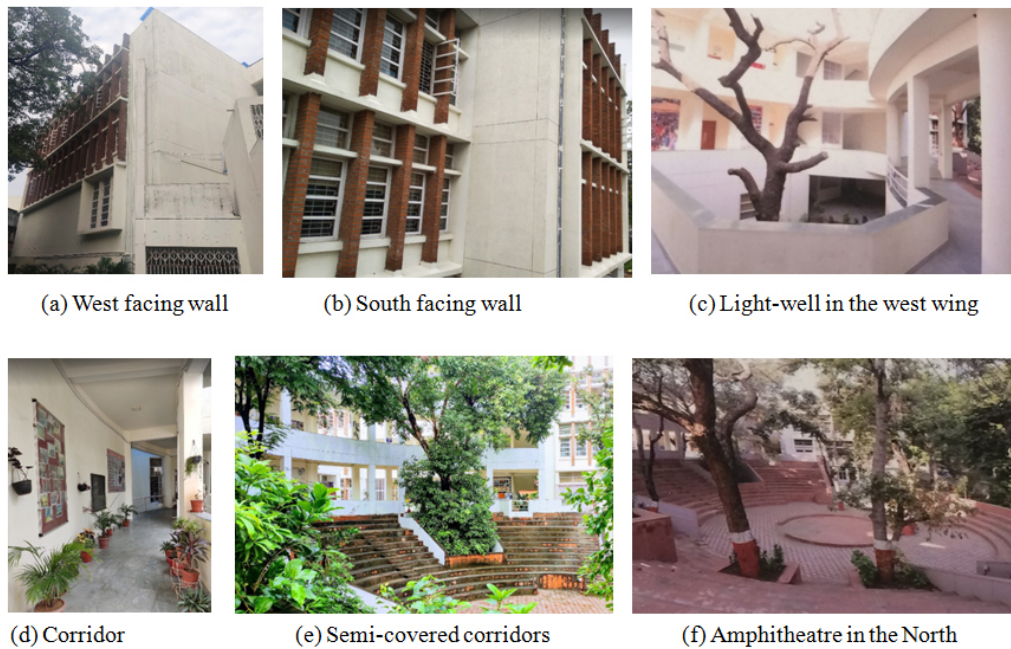 (a) West facing wall
(b) South facing wall
(c) Light-well in the west wing
(d) Corridor
(e) Semi-covered corridors
(f) Amphitheatre in the North